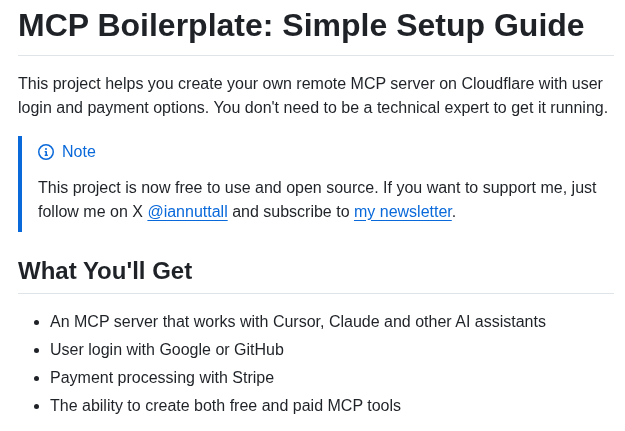 MCP Boilerplate: Simple Setup Guide
This project helps you create your own remote MCP server on Cloudflare with user
login and payment options. You don't need to be a technical expert to get it running.
Note
This project is now free to use and open source. If you want to support me, just
follow me on X @iannuttall and subscribe to my newsletter.
What You'll Get
An MCP server that works with Cursor, Claude and other AI assistants
User login with Google or GitHub
Payment processing with Stripe
The ability to create both free and paid MCP tools